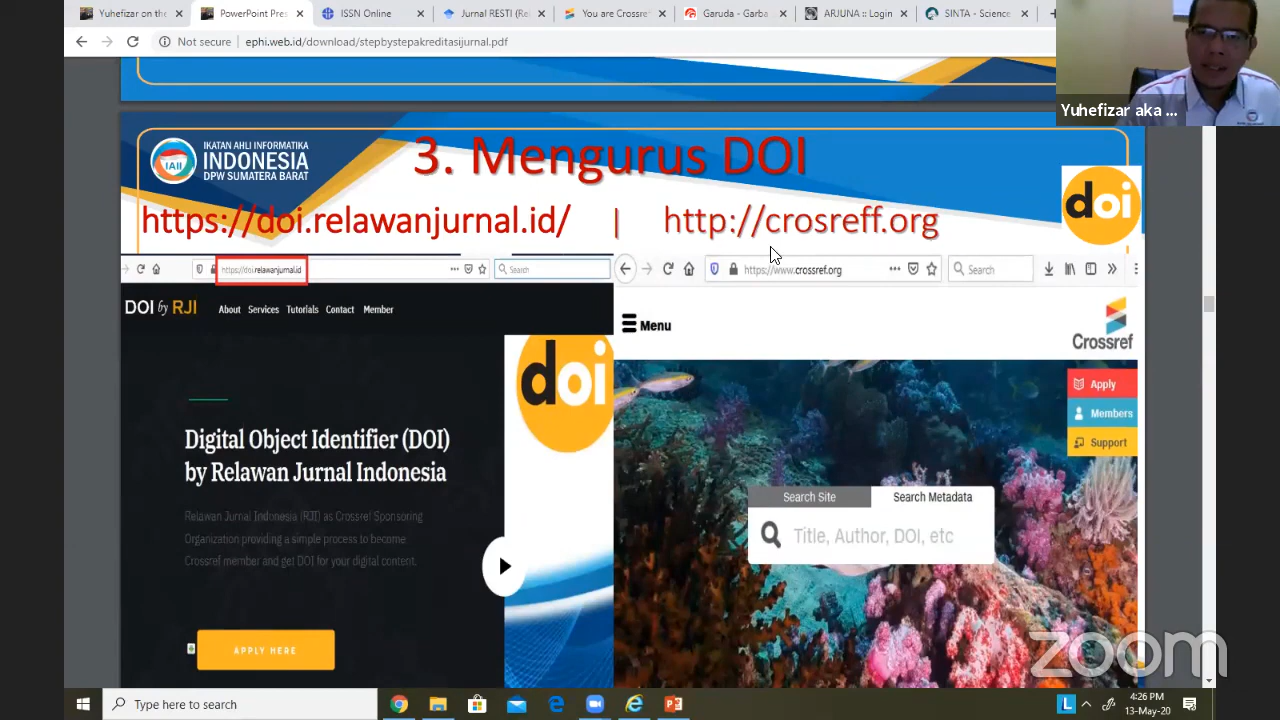 Yuhefizar on the
PowerPoint Pres
ISSN Online
Jurnal RESTI (Re
You are Crossref
Garuda - Garba
ARJUNA :: Login
SINTA - Science
Not secure
ephi.web.id/download/stepbystepakreditasijurnal.pdf
Yuhefizar aka ...
IKATAN AHLI INFORMATIKA
INDONESIA
DPW SUMATERA BARAT
IAII
3. Mengurus DOI
doi
https://doi.relawanjurnal.id/ | http://crosreff.org
https://doi.relawanjurnal.id
Search
https://www.crossref.org
Search
DOI by RJI
About Services Tutorials Contact Member
Menu
Crossref
doi
Apply
Members
Support
Digital Object Identifier (DOI)
by Relawan Jurnal Indonesia
Relawan Jurnal Indonesia (RJI) as Crossref Sponsoring
Organization providing a simple process to become
Crossref member and get DOI for your digital content.
Search Site
Search Metadata
Title, Author, DOI, etc
APPLY HERE
zoom
Type here to search
4:26 PM
13-May-20